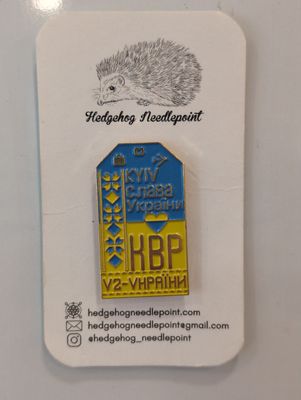 Hedgehog Needlepoint
KYIV
Слава
України
KBP
V2-УКРАЇНИ
hedgehogneedlepoint.com
hedgehogneedlepoint@gmail.com
@hedgehog_needlepoint